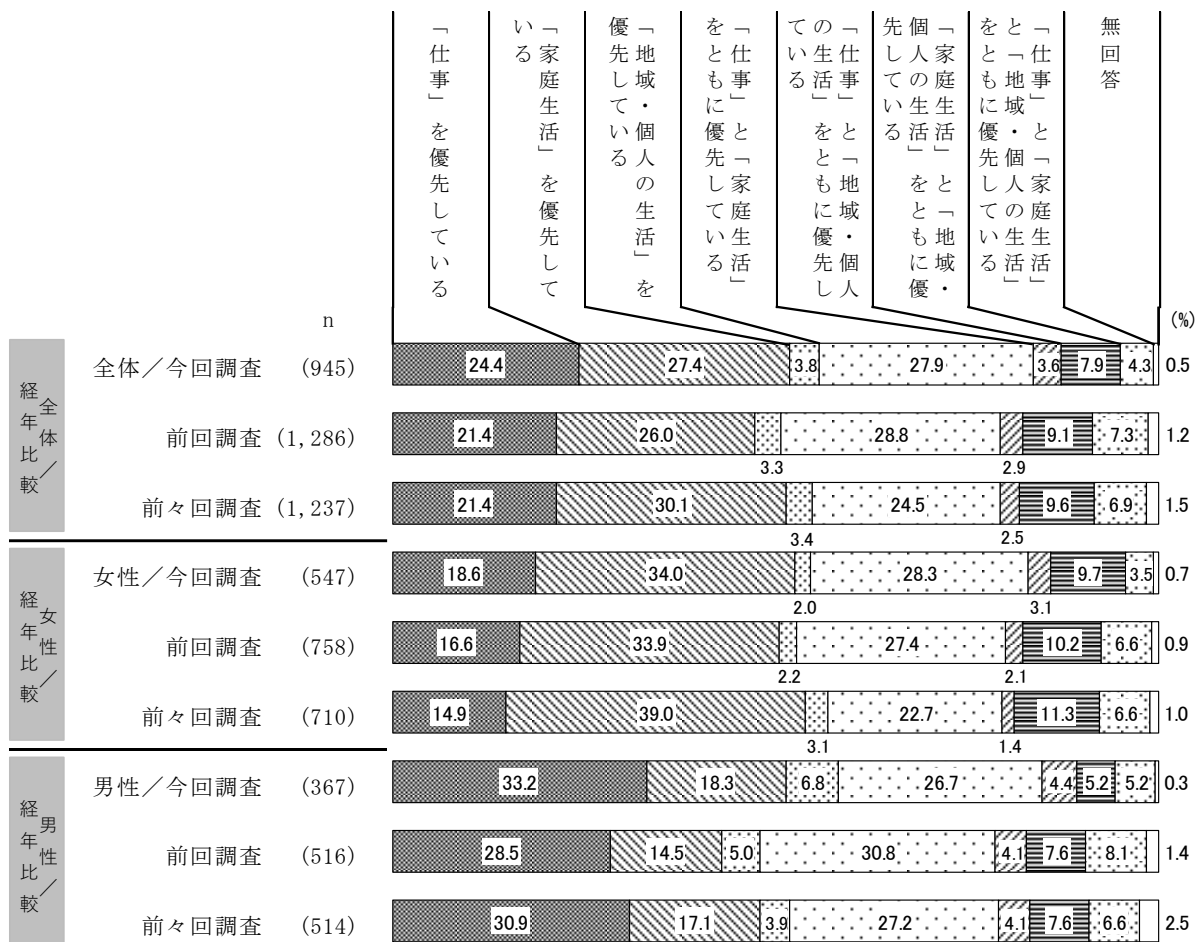 「仕事」を優先している
「家庭生活」を優先して
いる
「地域・個人の生活」を
優先している
「仕事」と「家庭生活」
をともに優先している
「仕事」と「地域・個人
の生活」をともに優先し
ている
「家庭生活」と「地域・
個人の生活」をともに優
先している
「仕事」と「家庭生活」
と「地域・個人の生活」
をともに優先している
無回答
n
(%)
全体／
経年比較
全体／今回調査 (945) 24.4 27.4 3.8 27.9 3.6 7.9 4.3 0.5
前回調査 (1,286) 21.4 26.0 28.8 9.1 7.3 1.2
3.3 2.9
前々回調査 (1,237) 21.4 30.1 24.5 9.6 6.9 1.5
3.4 2.5
女性／
経年比較
女性／今回調査 (547) 18.6 34.0 28.3 9.7 3.5 0.7
2.0 3.1
前回調査 (758) 16.6 33.9 27.4 10.2 6.6 0.9
2.2 2.1
前々回調査 (710) 14.9 39.0 22.7 11.3 6.6 1.0
3.1 1.4
男性／
経年比較
男性／今回調査 (367) 33.2 18.3 6.8 26.7 4.4 5.2 5.2 0.3
前回調査 (516) 28.5 14.5 5.0 30.8 4.1 7.6 8.1 1.4
前々回調査 (514) 30.9 17.1 3.9 27.2 4.1 7.6 6.6 2.5